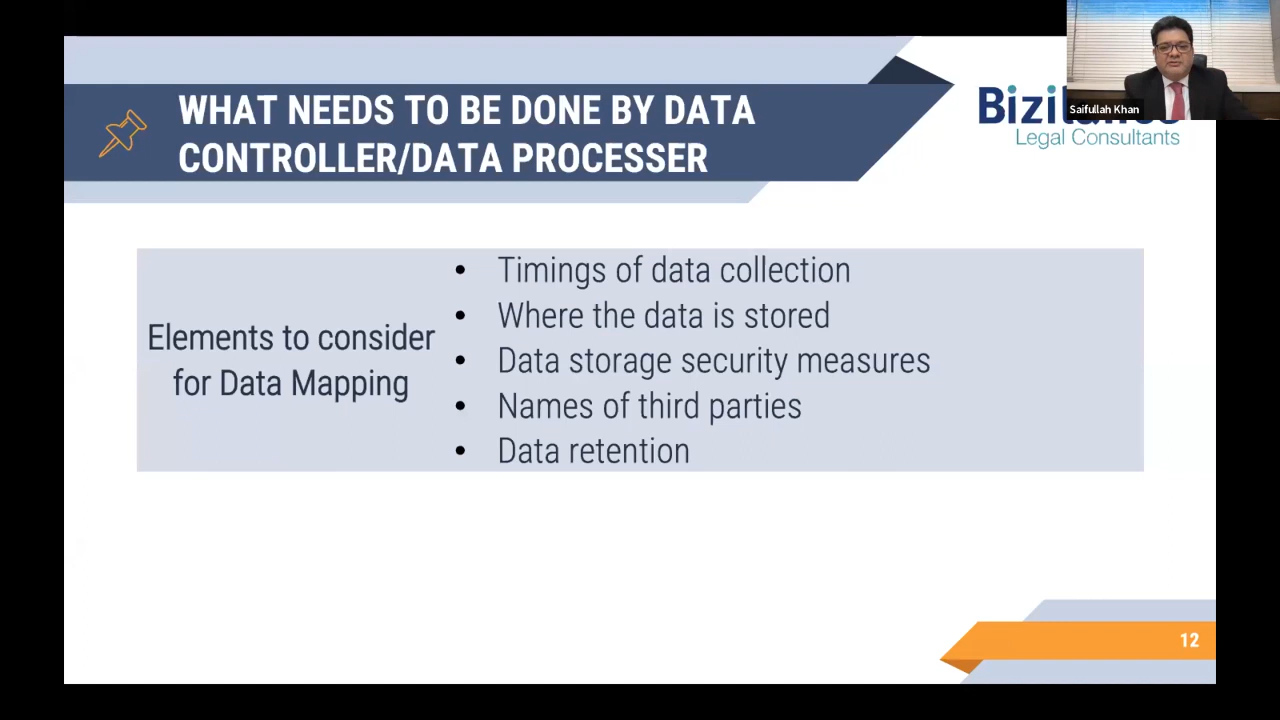 WHAT NEEDS TO BE DONE BY DATA
CONTROLLER/DATA PROCESSER
Legal Consultants
Saifullah Khan
Elements to consider
for Data Mapping
• Timings of data collection
• Where the data is stored
• Data storage security measures
• Names of third parties
• Data retention
12